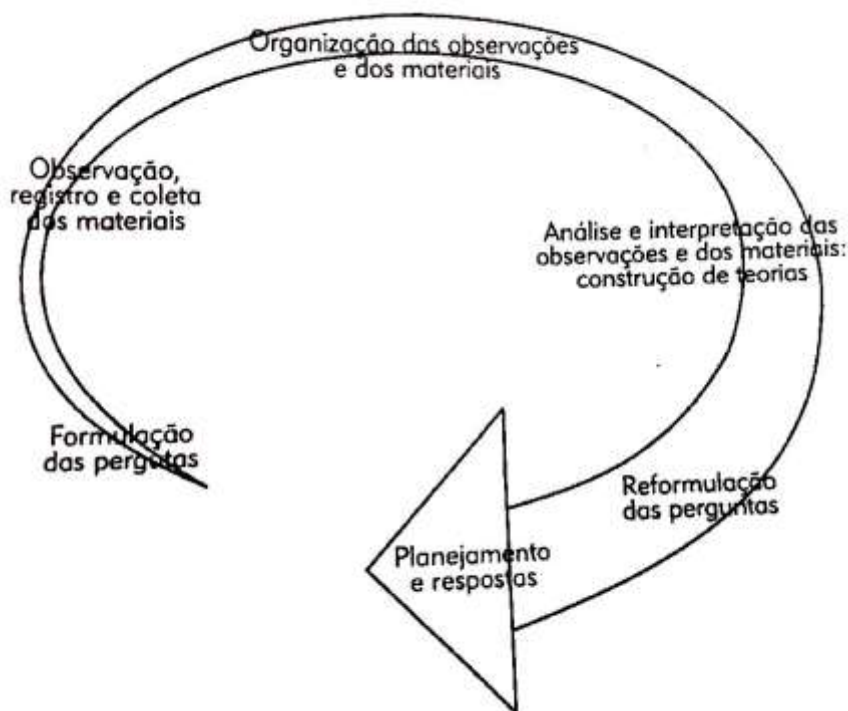 Organização das observações
e dos materiais
Observação,
registro e coleta
dos materiais
Análise e interpretação das
observações e dos materiais:
construção de teorias
Formulação
das pergutas
Reformulação
das perguntas
Planejamento
e respostas